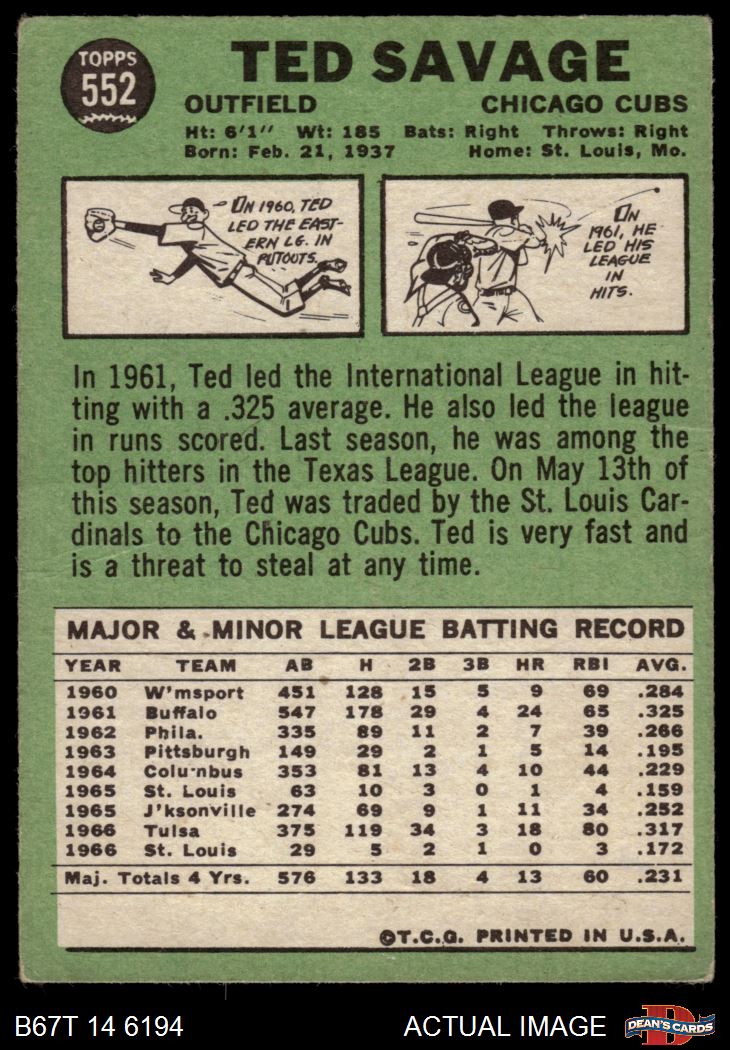 TOPPS
552
TED SAVAGE
OUTFIELD CHICAGO CUBS
Ht: 6'1" Wt: 185 Bats: Right Throws: Right
Born: Feb. 21, 1937 Home: St. Louis, Mo.
ON 1960, TED
LED THE EAST-
ERN LG. IN
PUTOUTS.
ON
1961, HE
LED HIS
LEAGUE
IN
HITS.
In 1961, Ted led the International League in hit-
ting with a .325 average. He also led the league
in runs scored. Last season, he was among the
top hitters in the Texas League. On May 13th of
this season, Ted was traded by the St. Louis Car-
dinals to the Chicago Cubs. Ted is very fast and
is a threat to steal at any time.
MAJOR & MINOR LEAGUE BATTING RECORD
YEAR TEAM AB H 2B 3B HR RBI AVG.
1960 W'msport 451 128 15 5 9 69 .284
1961 Buffalo 547 178 29 4 24 65 .325
1962 Phila. 335 89 11 2 7 39 .266
1963 Pittsburgh 149 29 2 1 5 14 .195
1964 Columbus 353 81 13 4 10 44 .229
1965 St. Louis 63 10 3 0 1 4 .159
1965 J'ksonville 274 69 9 1 11 34 .252
1966 Tulsa 375 119 34 3 18 80 .317
1966 St. Louis 29 5 2 1 0 3 .172
Maj. Totals 4 Yrs. 576 133 18 4 13 60 .231
©T.C.G. PRINTED IN U.S.A.
B67T 14 6194 ACTUAL IMAGE
D
DEAN'S CARDS